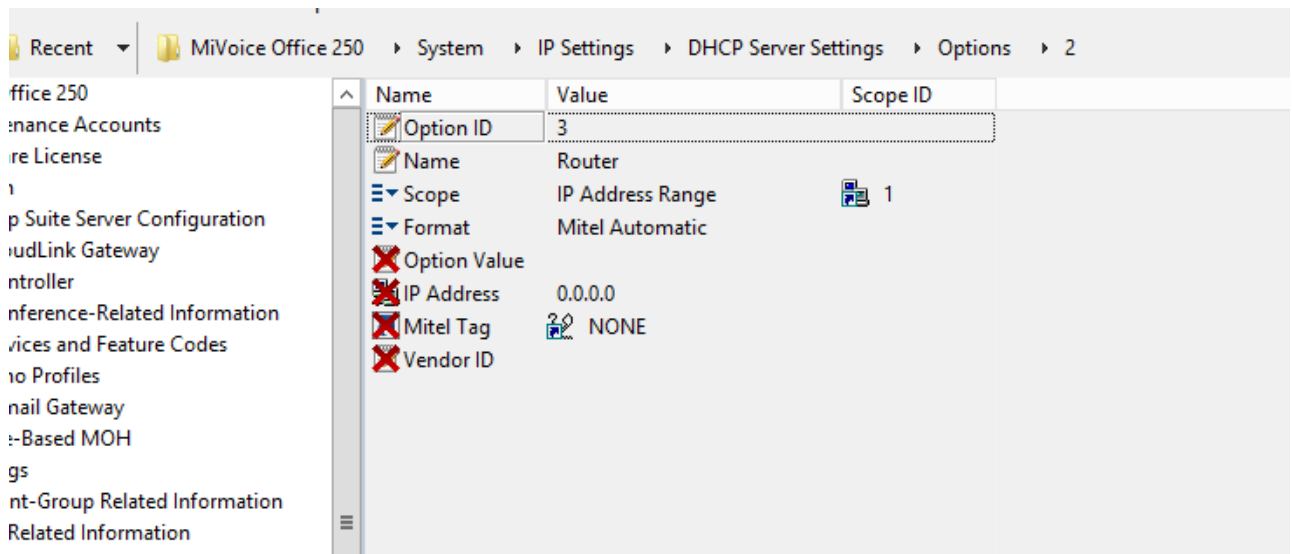 Recent MiVoice Office 250 System IP Settings DHCP Server Settings Options 2
ffice 250
enance Accounts
re License
p Suite Server Configuration
oudLink Gateway
ntroller
nference-Related Information
vices and Feature Codes
no Profiles
mail Gateway
e-Based MOH
gs
nt-Group Related Information
Related Information
Name Value Scope ID
Option ID 3
Name Router
Scope IP Address Range 1
Format Mitel Automatic
Option Value
IP Address 0.0.0.0
Mitel Tag NONE
Vendor ID